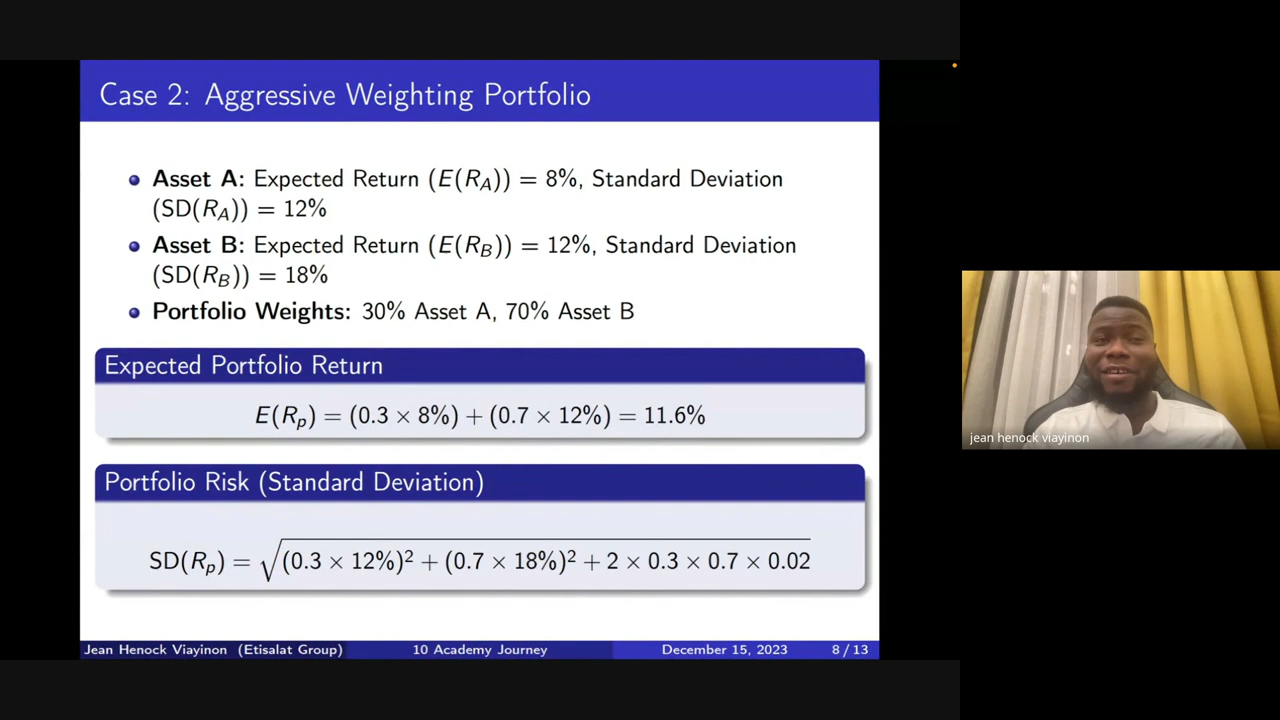 Case 2: Aggressive Weighting Portfolio
Asset A: Expected Return (E(R_A)) = 8%, Standard Deviation
(SD(R_A)) = 12%
Asset B: Expected Return (E(R_B)) = 12%, Standard Deviation
(SD(R_B)) = 18%
Portfolio Weights: 30% Asset A, 70% Asset B
Expected Portfolio Return
E(R_p) = (0.3 × 8%) + (0.7 × 12%) = 11.6%
Portfolio Risk (Standard Deviation)
SD(R_p) = √(0.3 × 12%)² + (0.7 × 18%)² + 2 × 0.3 × 0.7 × 0.02
Jean Henock Viayinon (Etisalat Group) 10 Academy Journey December 15, 2023 8 / 13
jean henock viayinon